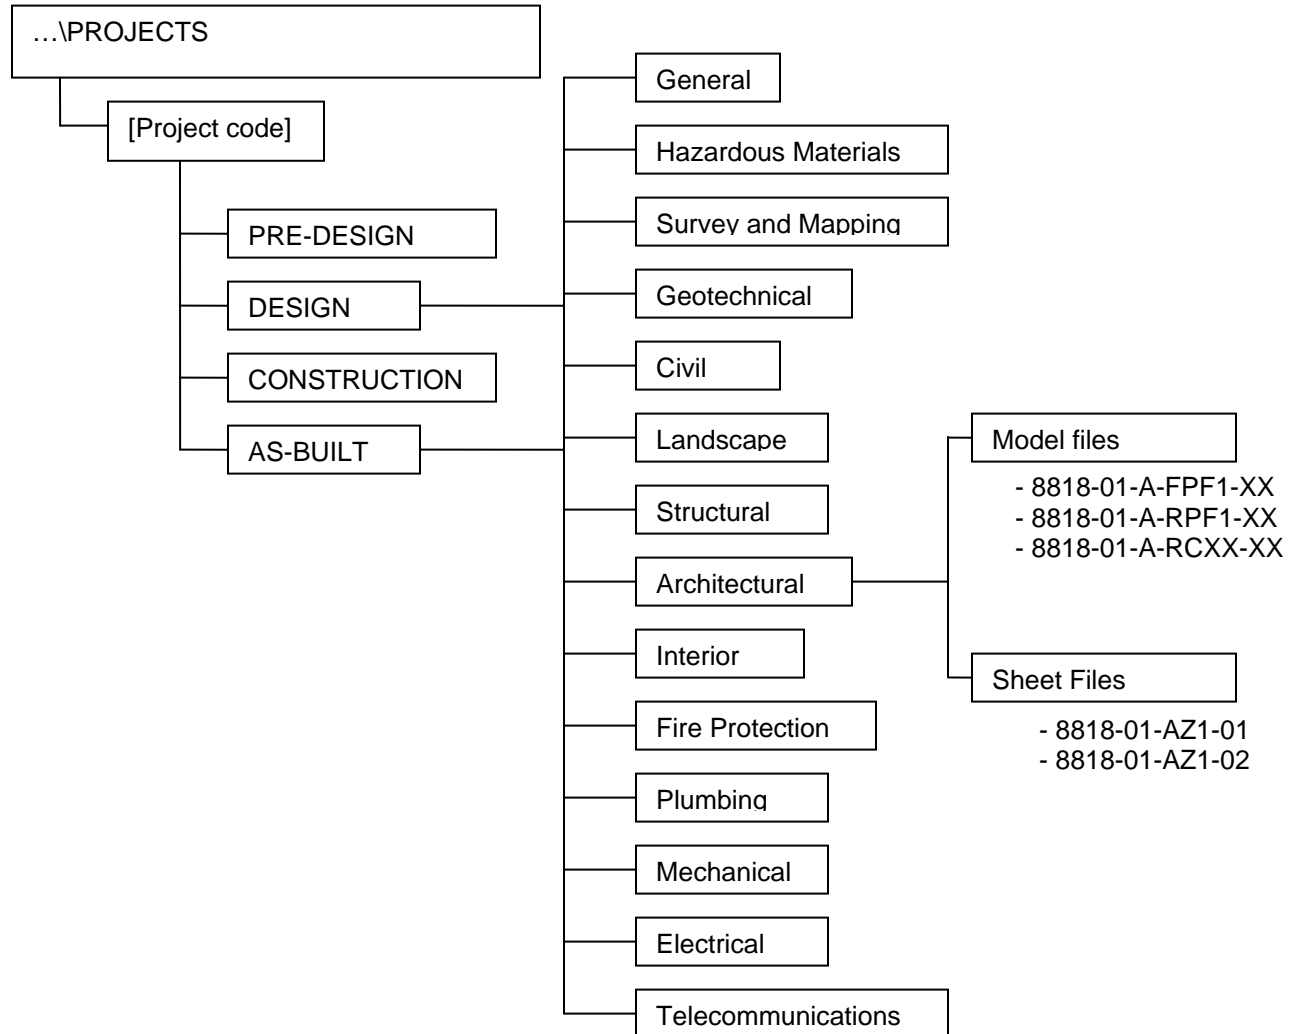 …\PROJECTS
[Project code]
PRE-DESIGN
DESIGN
CONSTRUCTION
AS-BUILT
General
Hazardous Materials
Survey and Mapping
Geotechnical
Civil
Landscape
Structural
Architectural
Interior
Fire Protection
Plumbing
Mechanical
Electrical
Telecommunications
Model files
- 8818-01-A-FPF1-XX
- 8818-01-A-RPF1-XX
- 8818-01-A-RCXX-XX
Sheet Files
- 8818-01-AZ1-01
- 8818-01-AZ1-02